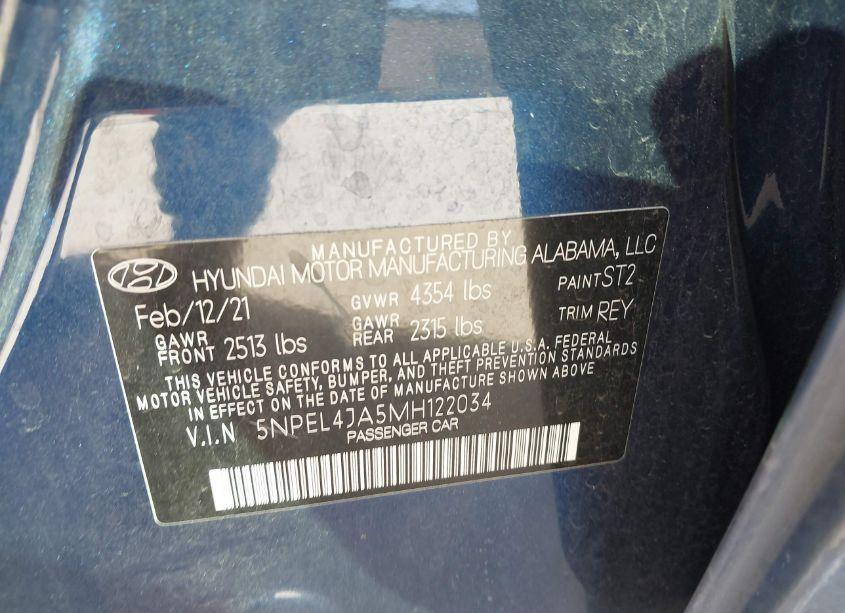 MANUFACTURED BY
HYUNDAI MOTOR MANUFACTURING ALABAMA, LLC
Feb/12/21 GVWR 4354 lbs PAINT ST2
GAWR FRONT 2513 lbs GAWR REAR 2315 lbs TRIM REY
THIS VEHICLE CONFORMS TO ALL APPLICABLE U.S.A. FEDERAL
MOTOR VEHICLE SAFETY, BUMPER, AND THEFT PREVENTION STANDARDS
IN EFFECT ON THE DATE OF MANUFACTURE SHOWN ABOVE
V.I.N 5NPEL4JA5MH122034
PASSENGER CAR